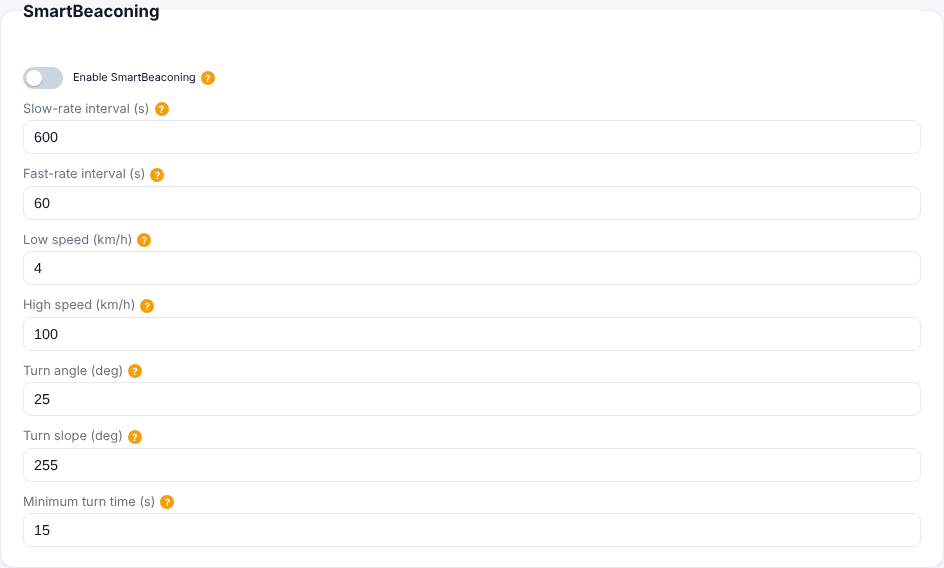 SmartBeaconing
Enable SmartBeaconing ?
Slow-rate interval (s) ?
600
Fast-rate interval (s) ?
60
Low speed (km/h) ?
4
High speed (km/h) ?
100
Turn angle (deg) ?
25
Turn slope (deg) ?
255
Minimum turn time (s) ?
15